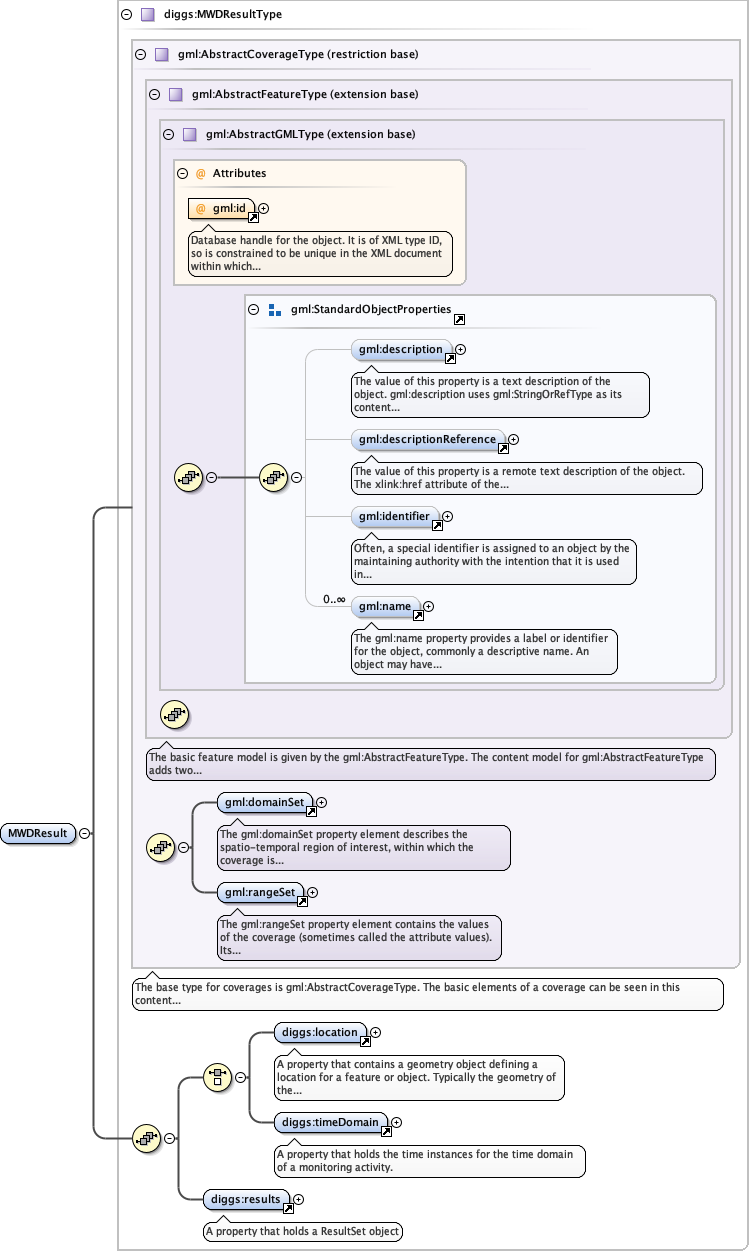 diggs:MWDResultType
gml:AbstractCoverageType (restriction base)
gml:AbstractFeatureType (extension base)
gml:AbstractGMLType (extension base)
@ Attributes
@ gml:id
Database handle for the object. It is of XML type ID,
so is constrained to be unique in the XML document
within which...
gml:StandardObjectProperties
gml:description
The value of this property is a text description of the
object. gml:description uses gml:StringOrRefType as its
content...
gml:descriptionReference
The value of this property is a remote text description of the object.
The xlink:href attribute of the...
gml:identifier
Often, a special identifier is assigned to an object by the
maintaining authority with the intention that it is used
in...
0..∞
gml:name
The gml:name property provides a label or identifier
for the object, commonly a descriptive name. An
object may have...
The basic feature model is given by the gml:AbstractFeatureType. The content model for gml:AbstractFeatureType
adds two...
gml:domainSet
The gml:domainSet property element describes the
spatio-temporal region of interest, within which the
coverage is...
MWDResult
gml:rangeSet
The gml:rangeSet property element contains the values
of the coverage (sometimes called the attribute values).
Its...
The base type for coverages is gml:AbstractCoverageType. The basic elements of a coverage can be seen in this
content...
diggs:location
A property that contains a geometry object defining a
location for a feature or object. Typically the geometry of
the...
diggs:timeDomain
A property that holds the time instances for the time domain
of a monitoring activity.
diggs:results
A property that holds a ResultSet object